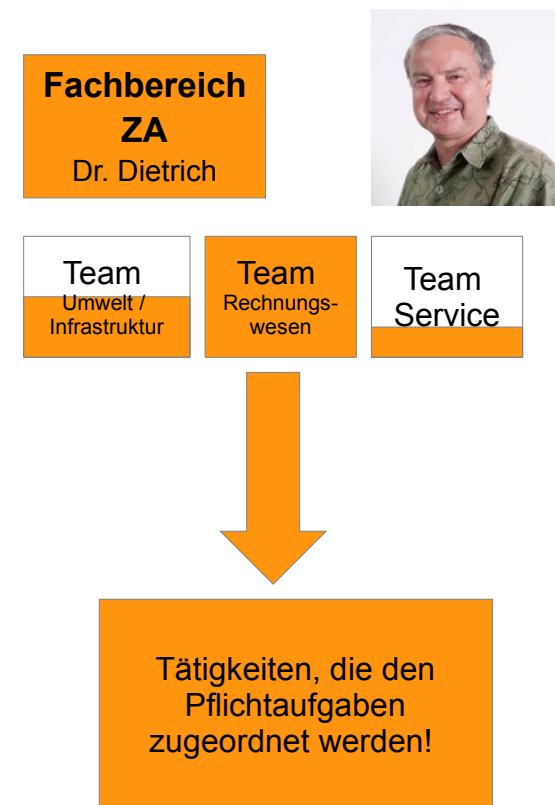 Fachbereich
ZA
Dr. Dietrich
Team
Umwelt /
Infrastruktur
Team
Rechnungs-
wesen
Team
Service
Tätigkeiten, die den
Pflichtaufgaben
zugeordnet werden!